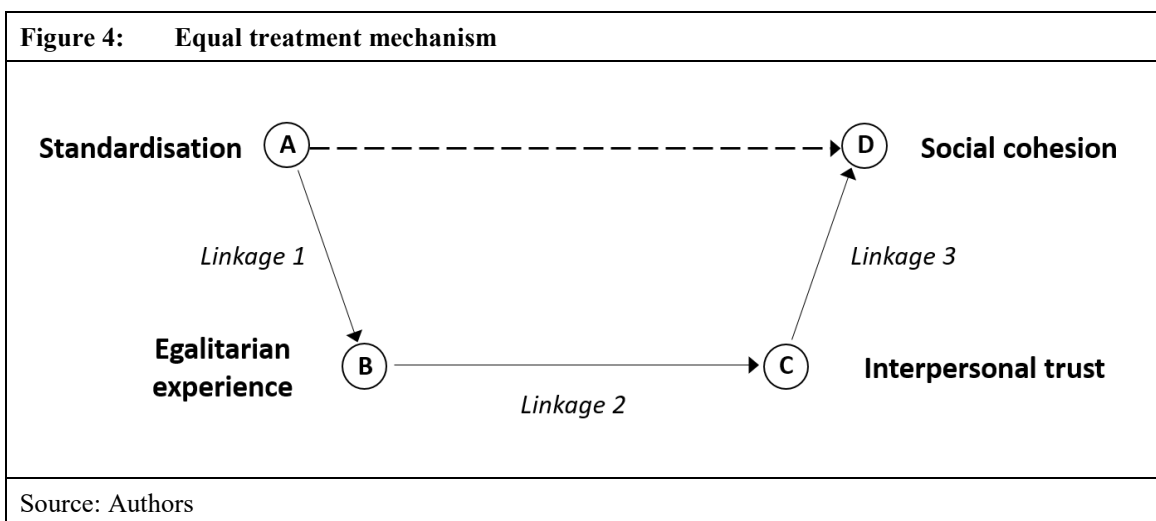 Figure 4: Equal treatment mechanism
Standardisation A D Social cohesion
Linkage 1 Linkage 3
Egalitarian
experience
B C Interpersonal trust
Linkage 2
Source: Authors